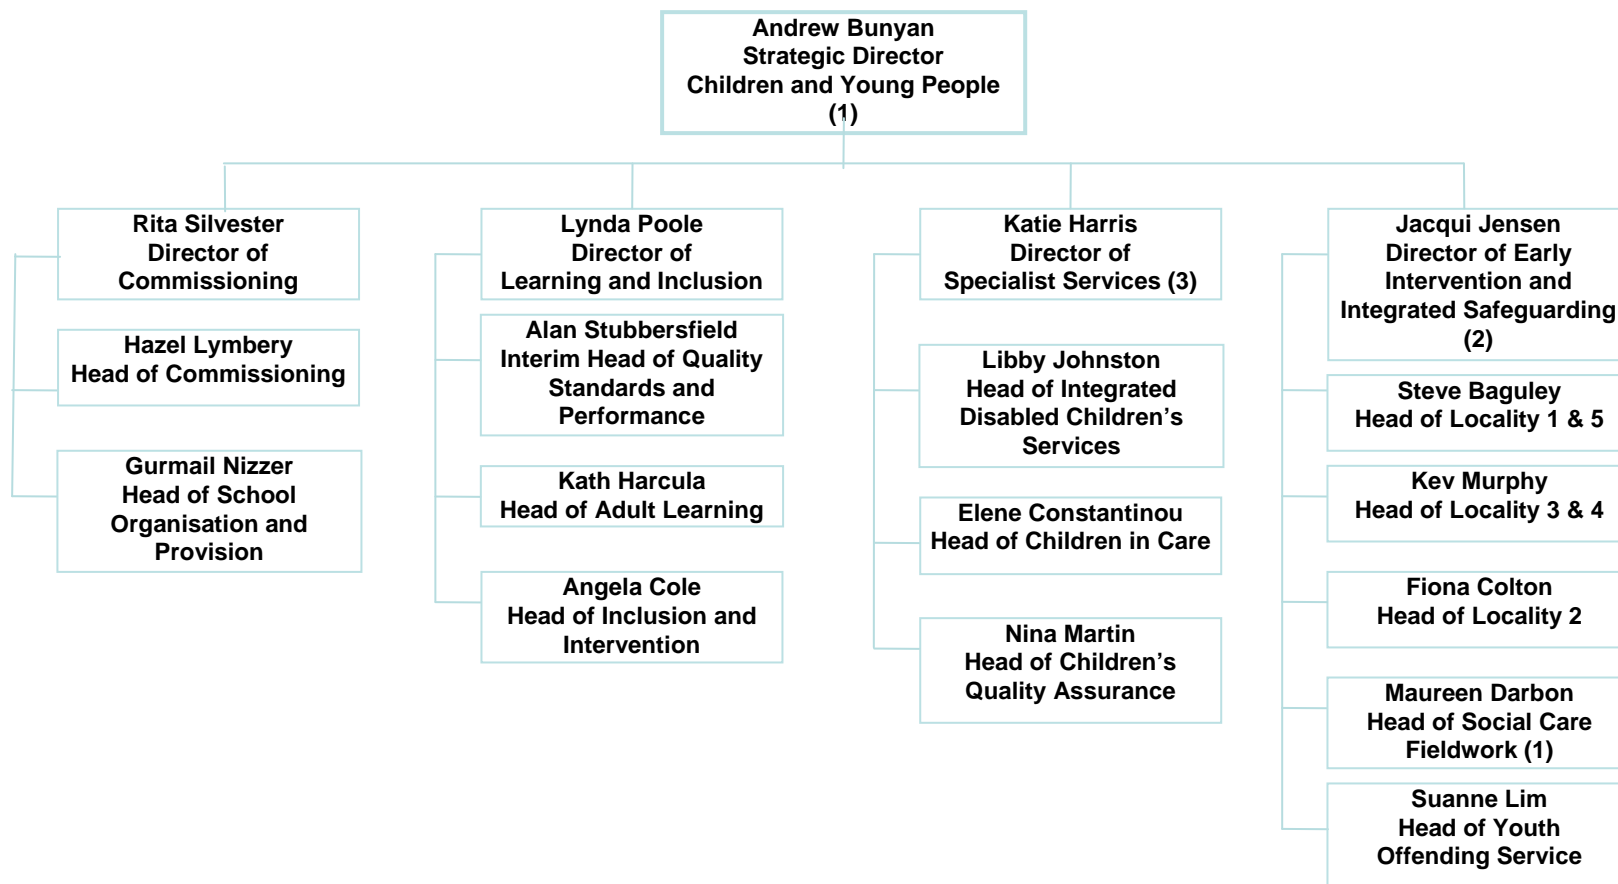 Andrew Bunyan
Strategic Director
Children and Young People
(1)
Rita Silvester
Director of
Commissioning
Hazel Lymbery
Head of Commissioning
Gurmail Nizzer
Head of School
Organisation and
Provision
Lynda Poole
Director of
Learning and Inclusion
Alan Stubbersfield
Interim Head of Quality
Standards and
Performance
Kath Harcula
Head of Adult Learning
Angela Cole
Head of Inclusion and
Intervention
Katie Harris
Director of
Specialist Services (3)
Libby Johnston
Head of Integrated
Disabled Children’s
Services
Elene Constantinou
Head of Children in Care
Nina Martin
Head of Children’s
Quality Assurance
Jacqui Jensen
Director of Early
Intervention and
Integrated Safeguarding
(2)
Steve Baguley
Head of Locality 1 & 5
Kev Murphy
Head of Locality 3 & 4
Fiona Colton
Head of Locality 2
Maureen Darbon
Head of Social Care
Fieldwork (1)
Suanne Lim
Head of Youth
Offending Service